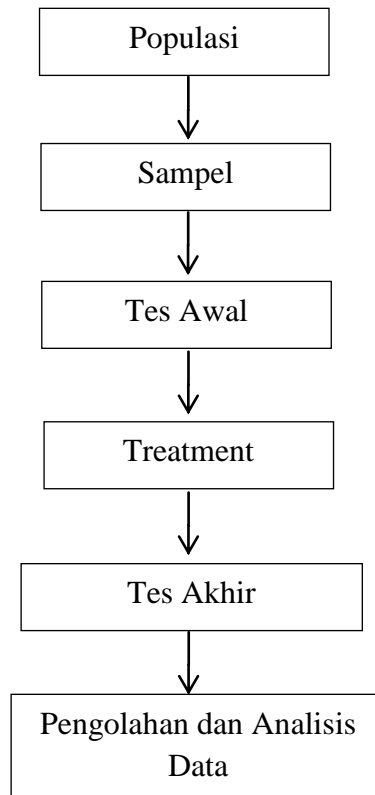 Populasi
Sampel
Tes Awal
Treatment
Tes Akhir
Pengolahan dan Analisis
Data